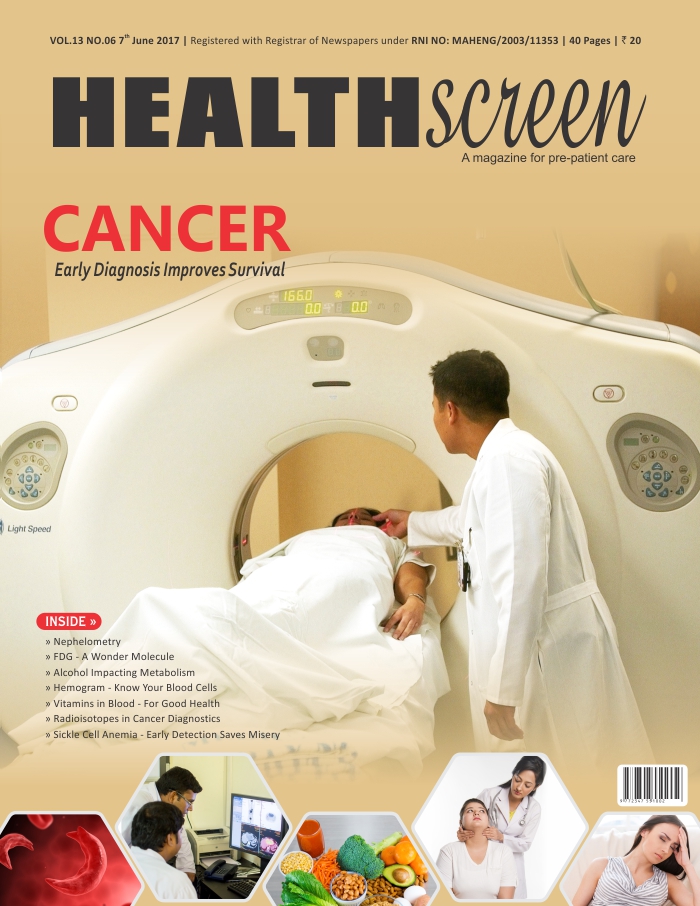 VOL.13 NO.06 7th June 2017 | Registered with Registrar of Newspapers under RNI NO: MAHENG/2003/11353 | 40 Pages | ₹ 20
HEALTHscreen
A magazine for pre-patient care
CANCER
Early Diagnosis Improves Survival
166.0
0.0 0.0
Light Speed
INSIDE »
» Nephelometry
» FDG - A Wonder Molecule
» Alcohol Impacting Metabolism
» Hemogram - Know Your Blood Cells
» Vitamins in Blood - For Good Health
» Radioisotopes in Cancer Diagnostics
» Sickle Cell Anemia - Early Detection Saves Misery